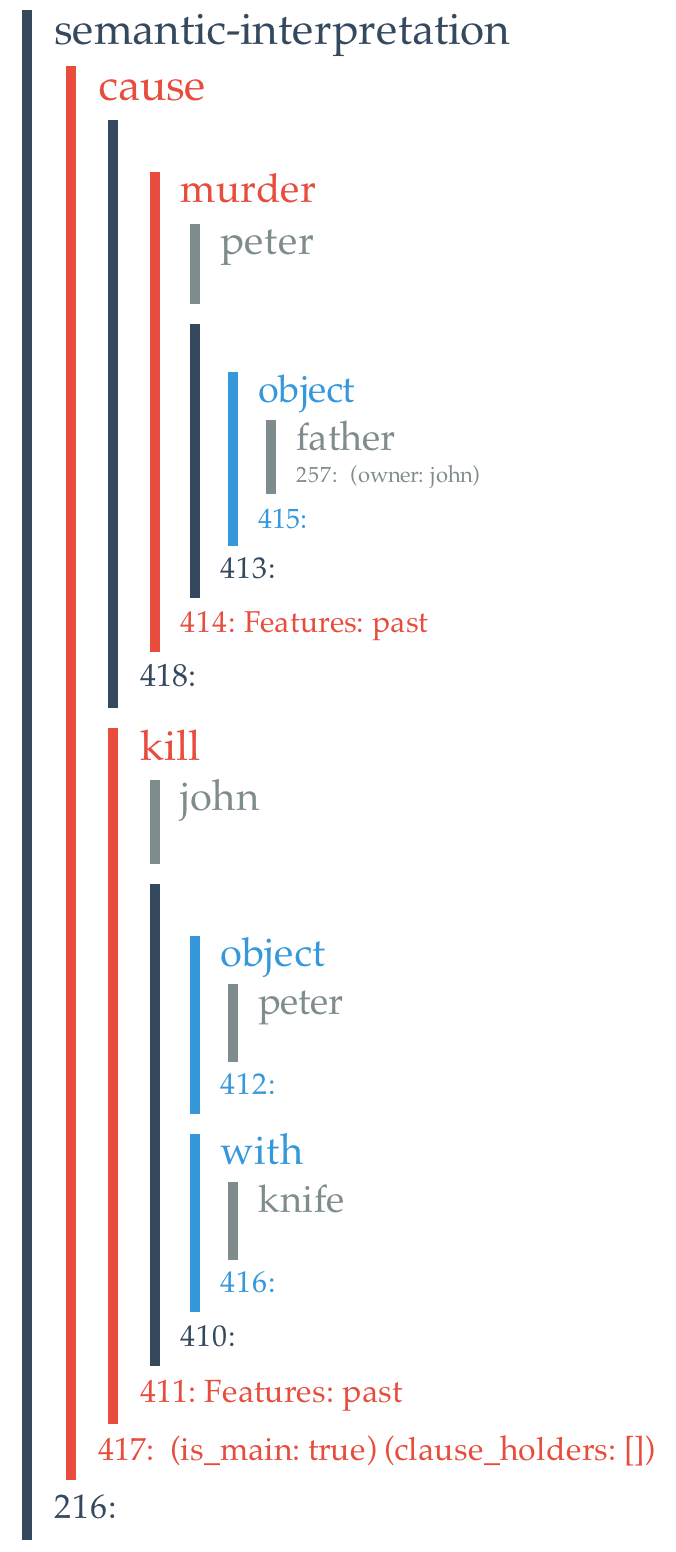 semantic-interpretation
cause
murder
peter
object
father
257:  (owner: john)
415:
413:
414: Features: past
418:
kill
john
object
peter
412:
with
knife
416:
410:
411: Features: past
417:  (is_main: true) (clause_holders: [])
216: